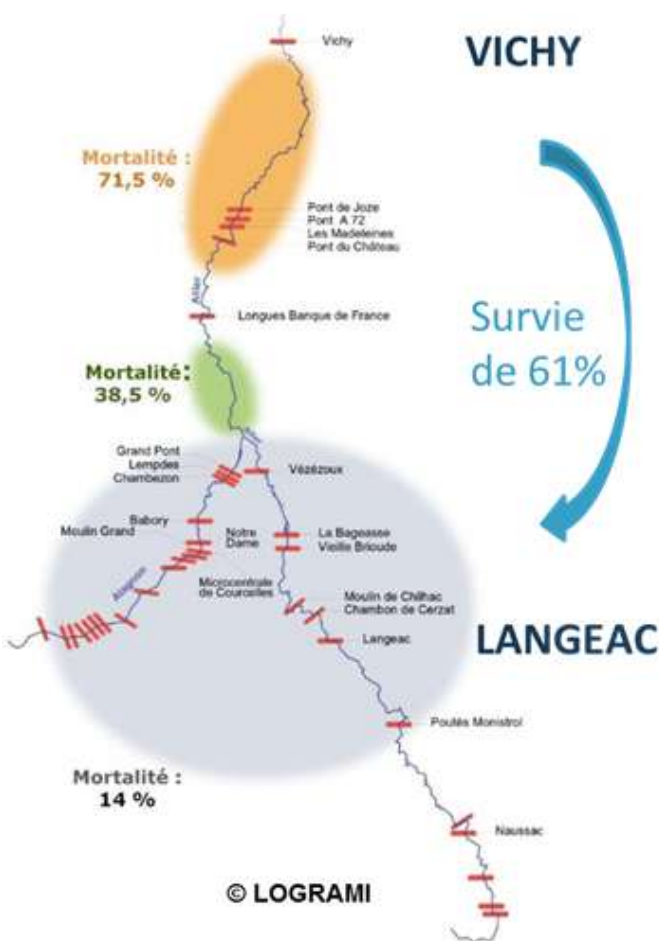 Vichy
VICHY
Mortalité :
71,5 %
Pont de Joze
Pont A 72
Les Madeleines
Pont du Château
Allier
Longues Banque de France
Survie
de 61%
Mortalité:
38,5 %
Grand Pont
Lempdes
Chambezon
Vézézoux
Babory
Moulin Grand
Notre
Dame
La Bageasse
Vieille Brioude
Alagnon
Microcentrale
de Courcelles
Moulin de Chilhac
Chambon de Cerzat
Langeac
LANGEAC
Poutès Monistrol
Mortalité :
14 %
Naussac
© LOGRAMI